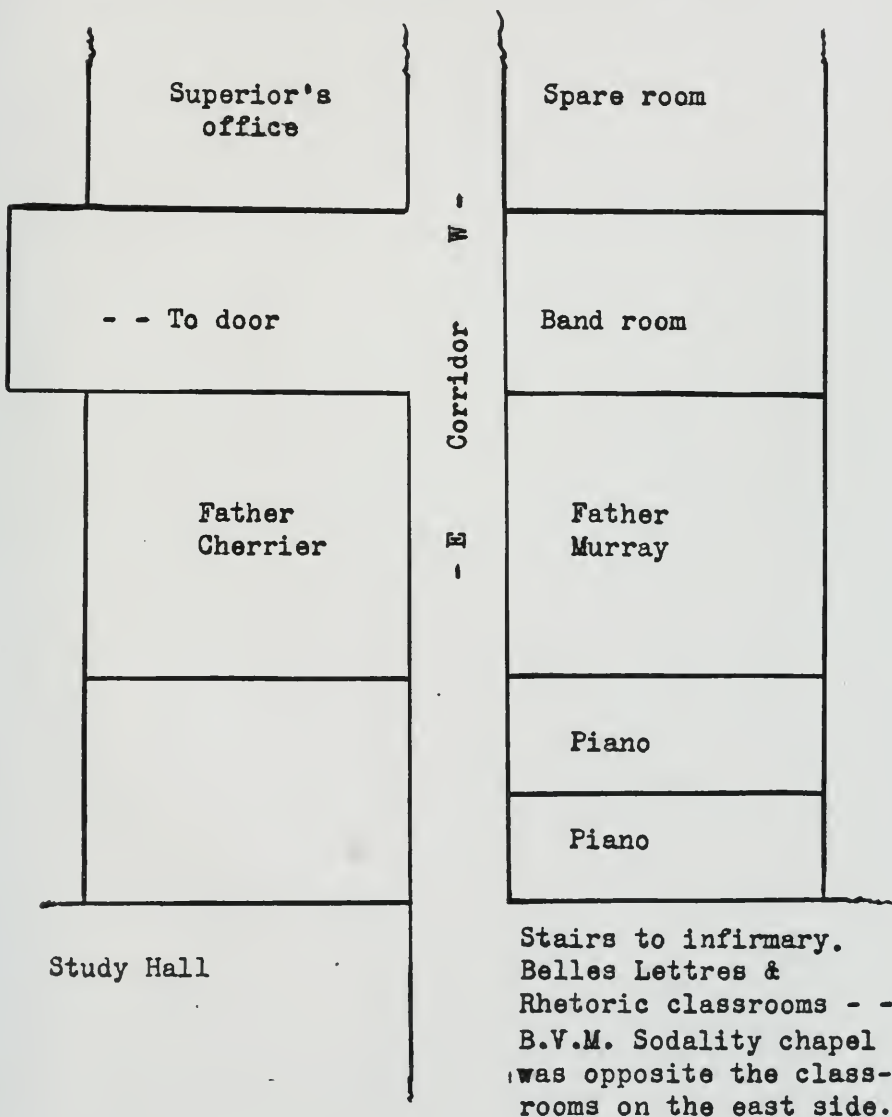 Superior's
office
Spare room
- - To door
Band room
- E Corridor W -
Father
Cherrier
Father
Murray
Piano
Piano
Study Hall
Stairs to infirmary.
Belles Lettres &
Rhetoric classrooms - -
B.V.M. Sodality chapel
was opposite the class-
rooms on the east side.